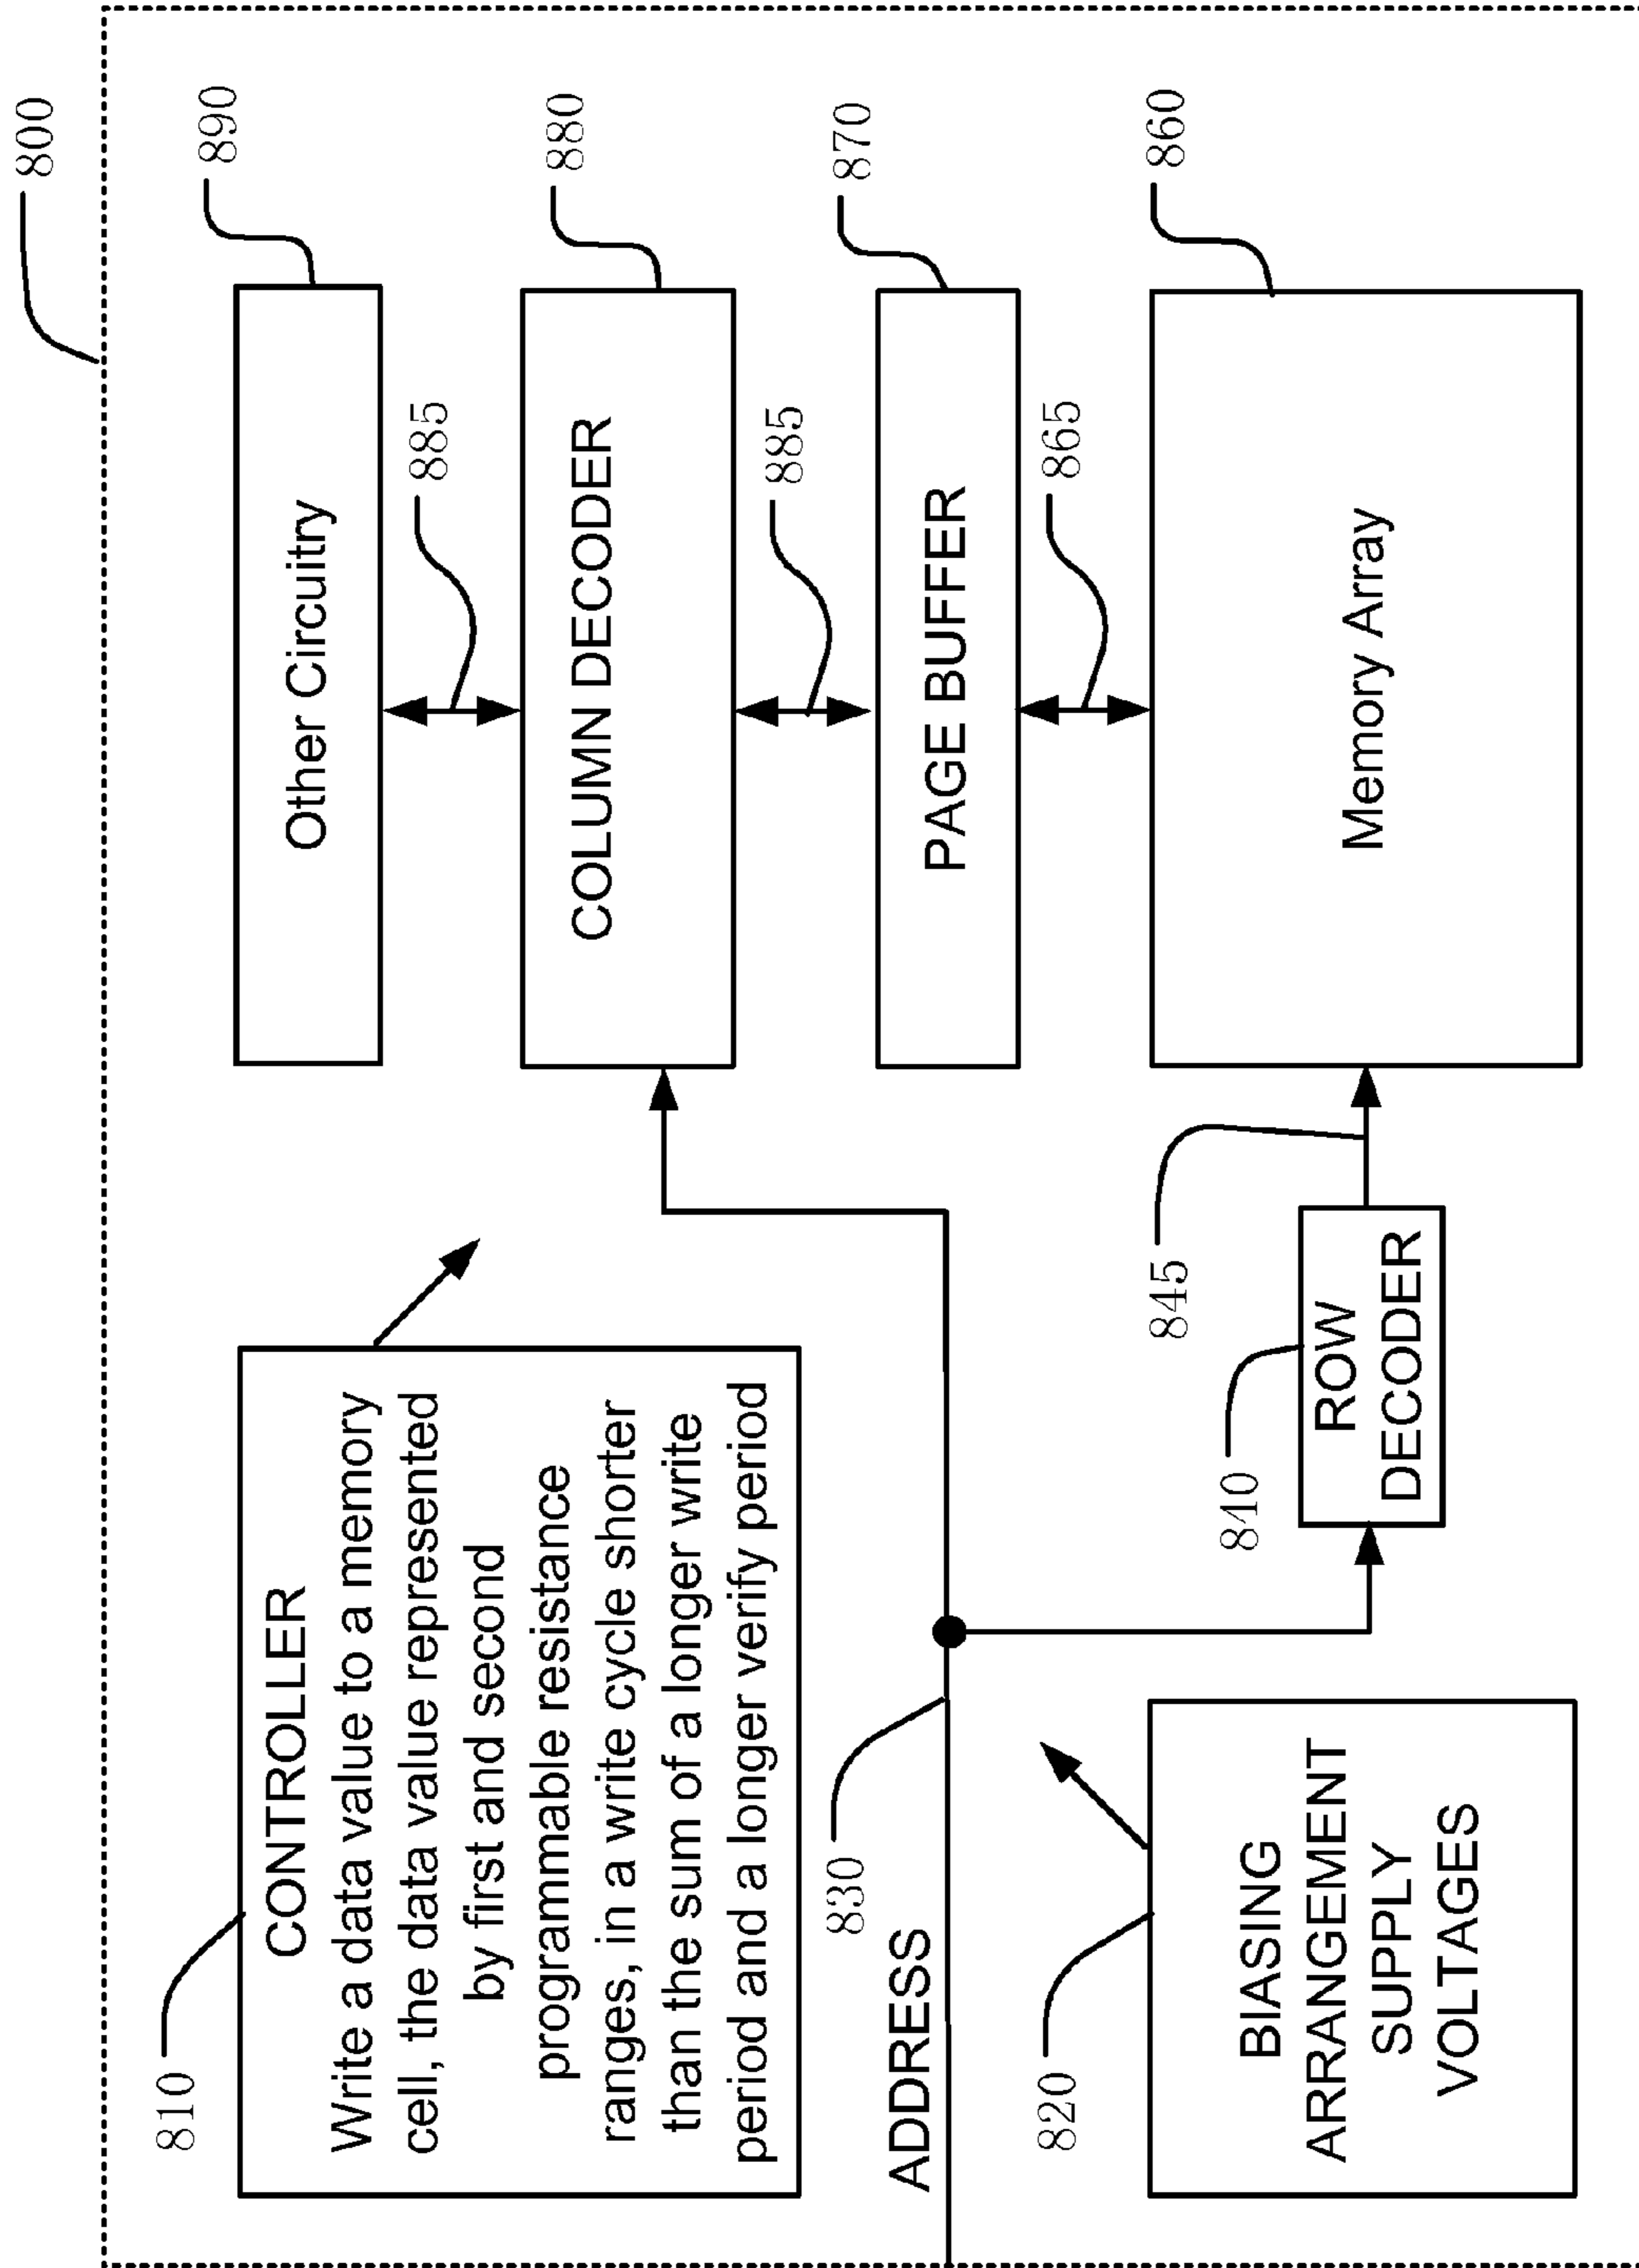 800
810
CONTROLLER
Write a data value to a memory
cell, the data value represented
by first and second
programmable resistance
ranges, in a write cycle shorter
than the sum of a longer write
period and a longer verify period
890
Other Circuitry
885
880
COLUMN DECODER
885
830
ADDRESS
870
PAGE BUFFER
865
820
BIASING
ARRANGEMENT
SUPPLY
VOLTAGES
840
ROW
DECODER
845
860
Memory Array